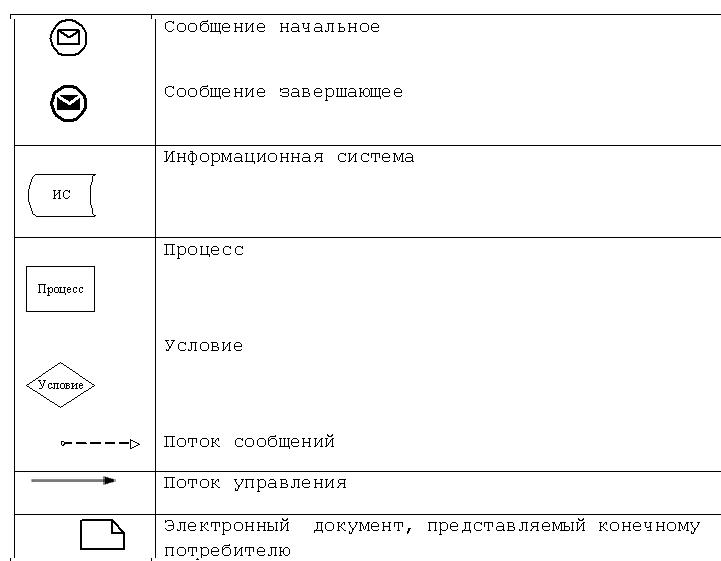 Сообщение начальное
Сообщение завершающее
Информационная система
ИС
Процесс
Процесс
Условие
Условие
Поток сообщений
Поток управления
Электронный документ, представляемый конечному
потребителю